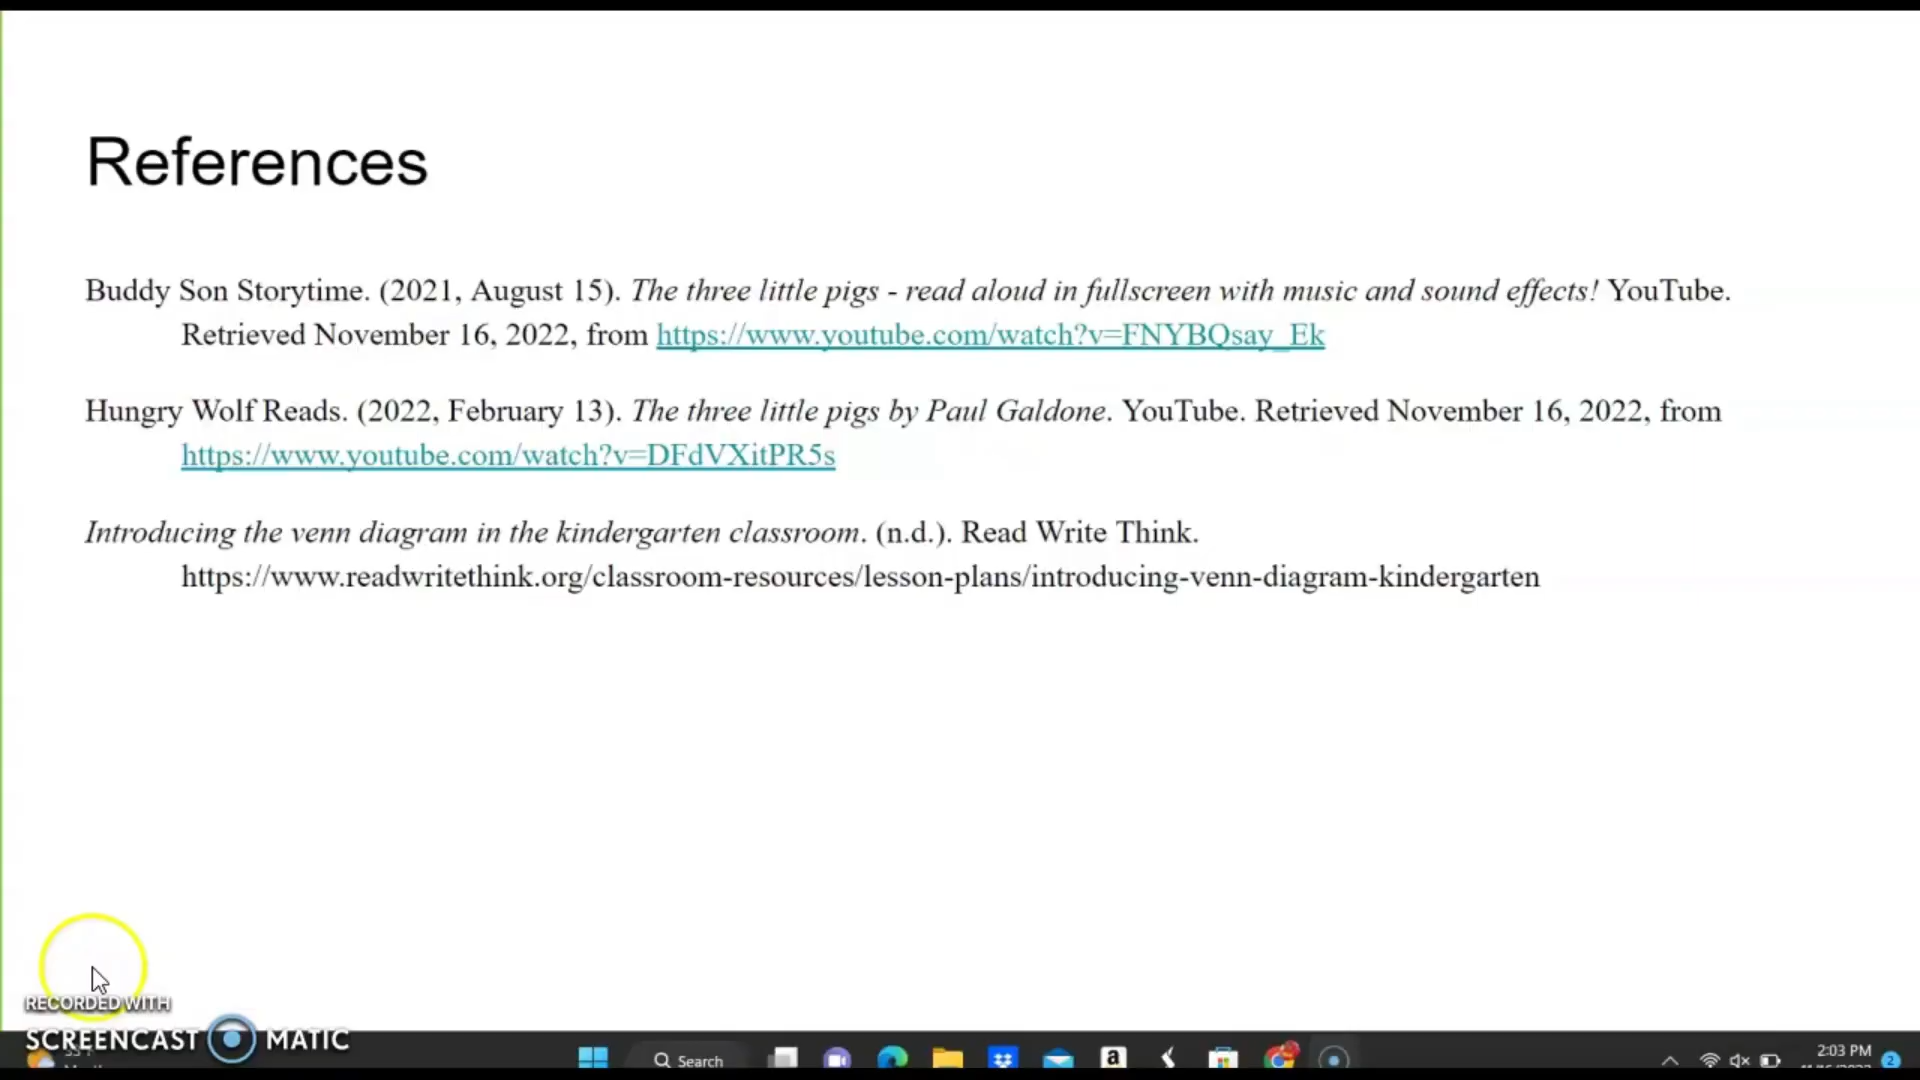 References
Buddy Son Storytime. (2021, August 15). The three little pigs - read aloud in fullscreen with music and sound effects! YouTube.
Retrieved November 16, 2022, from https://www.youtube.com/watch?v=FNYBQsay_Ek
Hungry Wolf Reads. (2022, February 13). The three little pigs by Paul Galdone. YouTube. Retrieved November 16, 2022, from
https://www.youtube.com/watch?v=DFdVXitPR5s
Introducing the venn diagram in the kindergarten classroom. (n.d.). Read Write Think.
https://www.readwritethink.org/classroom-resources/lesson-plans/introducing-venn-diagram-kindergarten
RECORDED WITH
SCREENCAST MATIC
Search
a
2:03 PM
2